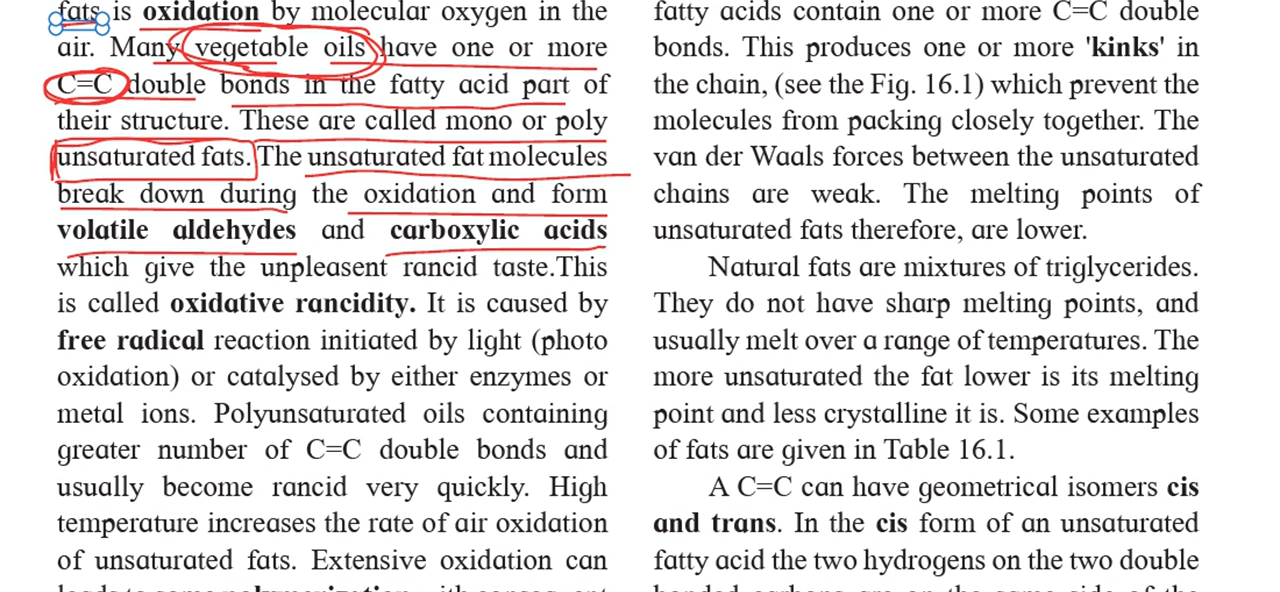 fats is oxidation by molecular oxygen in the
air. Many vegetable oils have one or more
C=C double bonds in the fatty acid part of
their structure. These are called mono or poly
unsaturated fats. The unsaturated fat molecules
break down during the oxidation and form
volatile aldehydes and carboxylic acids
which give the unpleasent rancid taste.This
is called oxidative rancidity. It is caused by
free radical reaction initiated by light (photo
oxidation) or catalysed by either enzymes or
metal ions. Polyunsaturated oils containing
greater number of C=C double bonds and
usually become rancid very quickly. High
temperature increases the rate of air oxidation
of unsaturated fats. Extensive oxidation can
fatty acids contain one or more C=C double
bonds. This produces one or more 'kinks' in
the chain, (see the Fig. 16.1) which prevent the
molecules from packing closely together. The
van der Waals forces between the unsaturated
chains are weak. The melting points of
unsaturated fats therefore, are lower.
Natural fats are mixtures of triglycerides.
They do not have sharp melting points, and
usually melt over a range of temperatures. The
more unsaturated the fat lower is its melting
point and less crystalline it is. Some examples
of fats are given in Table 16.1.
A C=C can have geometrical isomers cis
and trans. In the cis form of an unsaturated
fatty acid the two hydrogens on the two double